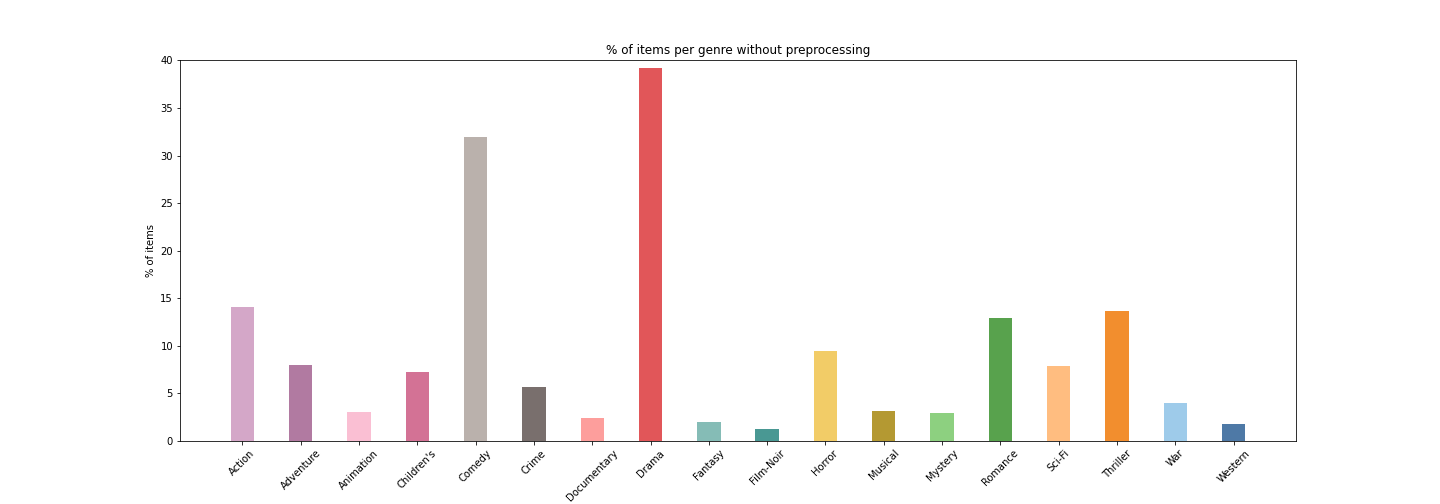 % of items per genre without preprocessing
40
35
30
25
20
15
10
5
0
% of items
Action
Adventure
Animation
Children's
Comedy
Crime
Documentary
Drama
Fantasy
Film-Noir
Horror
Musical
Mystery
Romance
Sci-Fi
Thriller
War
Western